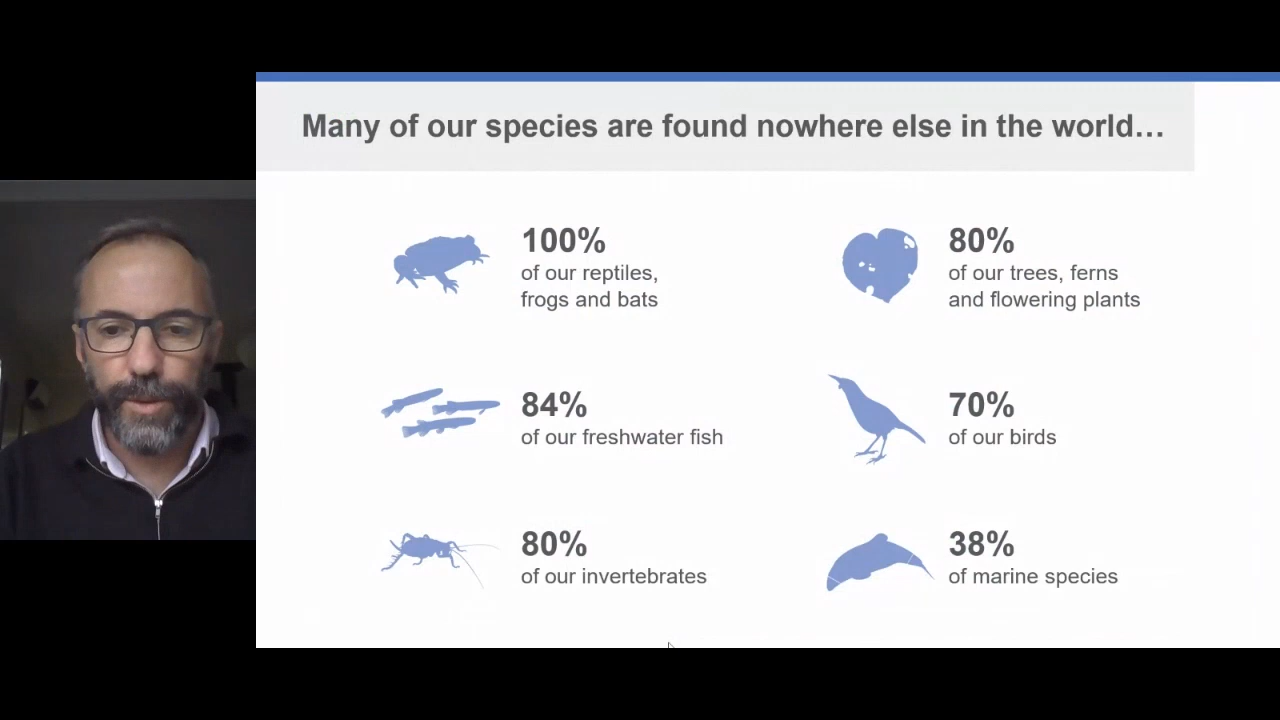 Many of our species are found nowhere else in the world…
100%
of our reptiles,
frogs and bats
80%
of our trees, ferns
and flowering plants
84%
of our freshwater fish
70%
of our birds
80%
of our invertebrates
38%
of marine species